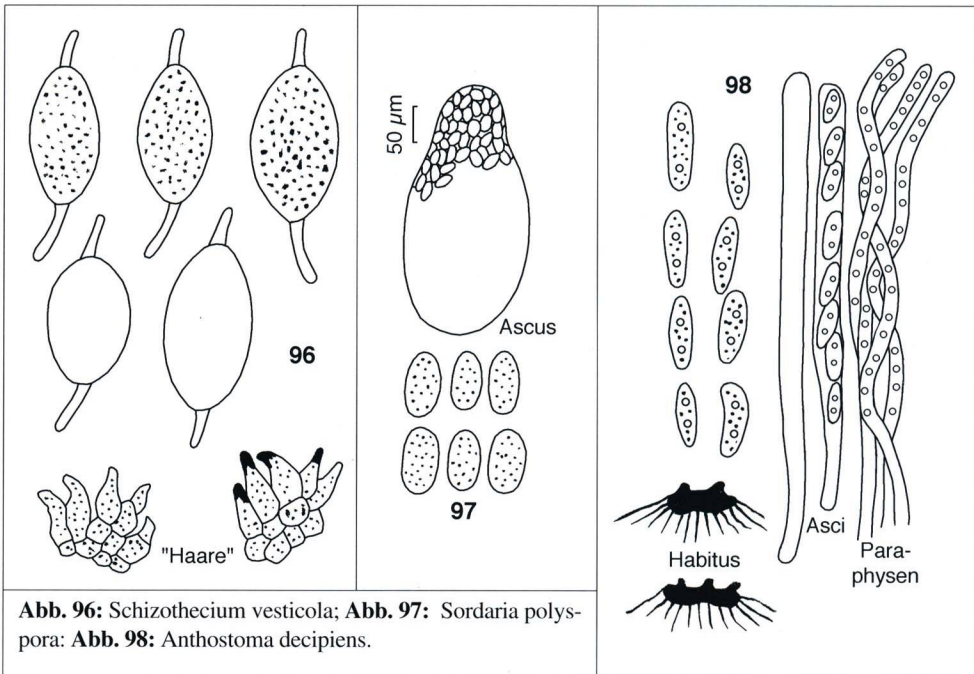 96
"Haare"
50 µm
Ascus
97
98
Asci
Para-
physen
Habitus
Abb. 96: Schizothecium vesticola; Abb. 97: Sordaria polys-
pora: Abb. 98: Anthostoma decipiens.